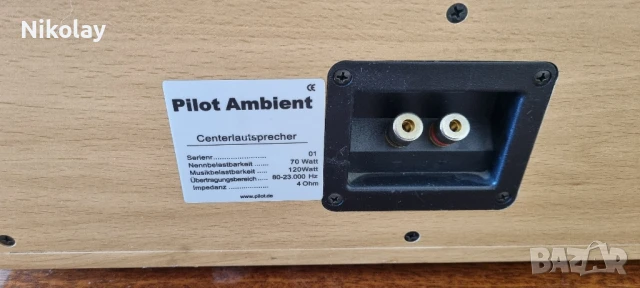 Nikolay
CE
Pilot Ambient
Centerlautsprecher
Serienr........................ 01
Nennbelastbarkeit ....... 70 Watt
Musikbelastbarkeit ..... 120Watt
Übertragungsbereich.... 80-23.000 Hz
Impedanz .................... 4 Ohm
www.pilot.de
BAZAR